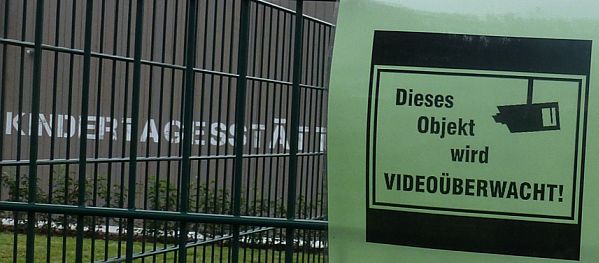 KINDERTAGESSTÄTT
Dieses
Objekt
wird
VIDEOÜBERWACHT!